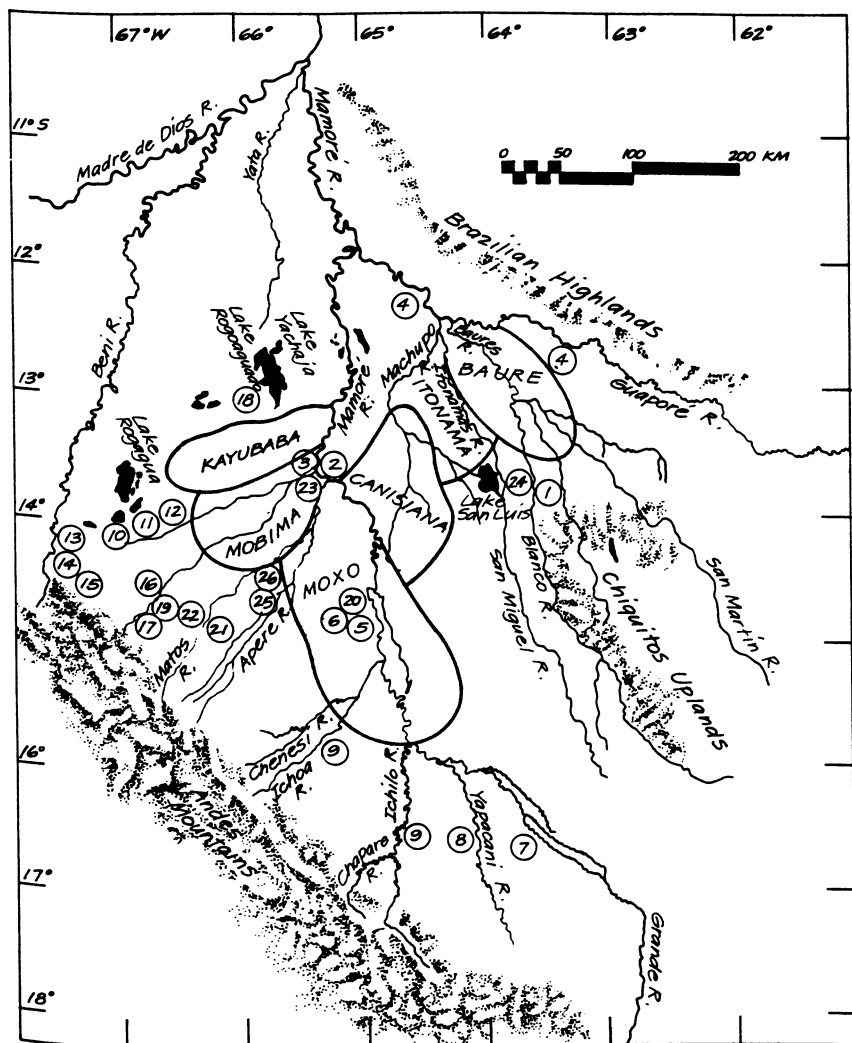 67°W
66°
65°
64°
63°
62°
11°S
12°
13°
14°
16°
17°
18°
0 50 100 200 KM
Madre de Dios R.
Yata R.
Mamoré R.
Brazilian Highlands
Beni R.
Lake
Rogoaguado
Lake
Yachaja
4
Machupo
R.
Baures
R.
BAURE
4
Guaporé R.
18
Mamoré
R.
Itonamas R.
ITONAMA
KAYUBABA
Lake
Rogagua
3
2
23
CANISIANA
Lake
San Luis
24
1
MOBIMA
13
10
11
12
14
15
16
19
17
22
21
26
25
MOXO
20
6
5
Matos
R.
Apere R.
San Miguel R.
Blanco R.
San Martín R.
Chiquitos Uplands
Chenesi R.
Ichoa
R.
9
Andes
Mountains
Ichilo R.
Chapare
R.
9
8
Yapacani R.
7
Grande R.